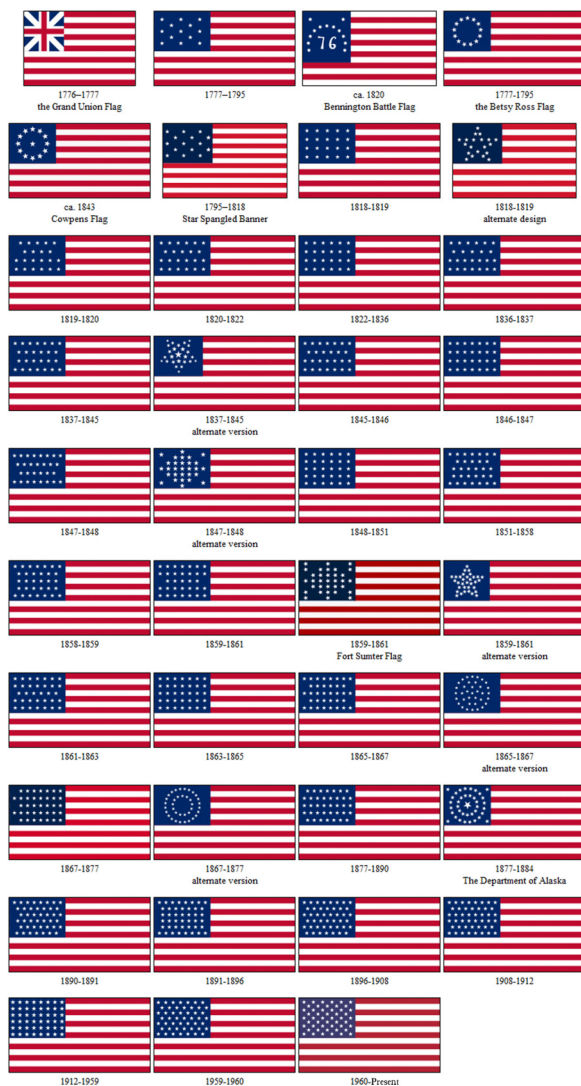 1776–1777
the Grand Union Flag
1777–1795
76
ca. 1820
Bennington Battle Flag
1777-1795
the Betsy Ross Flag
ca. 1843
Cowpens Flag
1795–1818
Star Spangled Banner
1818-1819
1818-1819
alternate design
1819-1820
1820-1822
1822-1836
1836-1837
1837-1845
1837-1845
alternate version
1845-1846
1846-1847
1847-1848
1847-1848
alternate version
1848-1851
1851-1858
1858-1859
1859-1861
1859-1861
Fort Sumter Flag
1859-1861
alternate version
1861-1863
1863-1865
1865-1867
1865-1867
alternate version
1867-1877
1867-1877
alternate version
1877-1890
1877-1884
The Department of Alaska
1890-1891
1891-1896
1896-1908
1908-1912
1912-1959
1959-1960
1960-Present